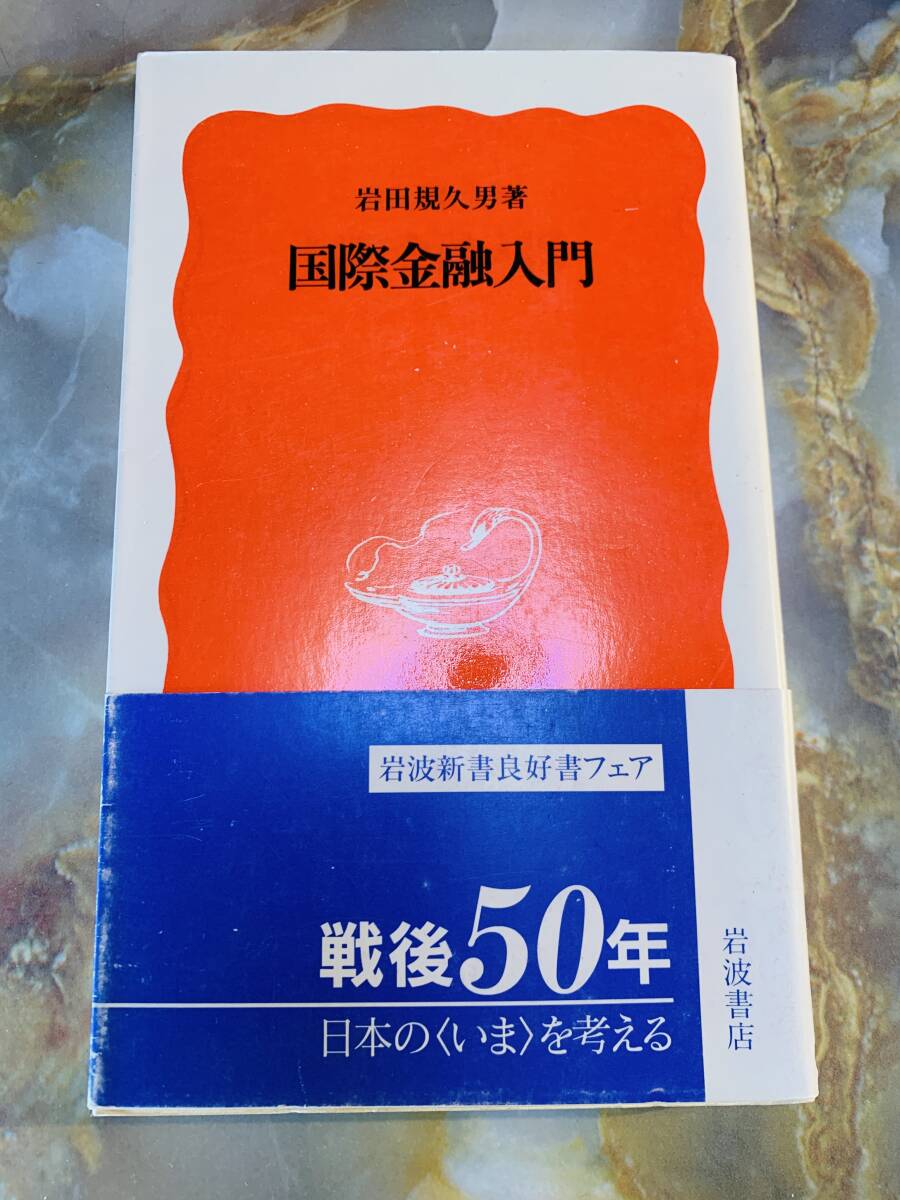 岩田規久男著
国際金融入門
岩波新書良好書フェア
戦後50年
日本の〈いま〉を考える
岩波書店